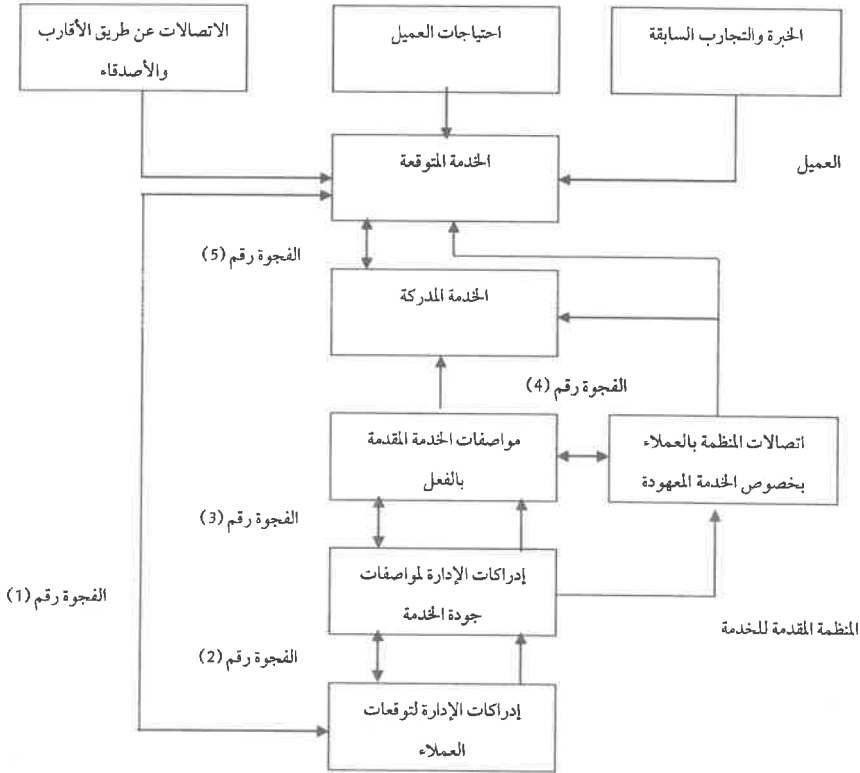 الخبرة والتجارب السابقة
احتياجات العميل
الاتصالات عن طريق الأقارب
والأصدقاء
العميل
الخدمة المتوقعة
الفجوة رقم (5)
الخدمة المدركة
الفجوة رقم (4)
اتصالات المنظمة بالعملاء
بخصوص الخدمة المعهودة
مواصفات الخدمة المقدمة
بالفعل
الفجوة رقم (3)
إدراكات الإدارة لمواصفات
جودة الخدمة
الفجوة رقم (1)
المنظمة المقدمة للخدمة
الفجوة رقم (2)
إدراكات الإدارة لتوقعات
العملاء